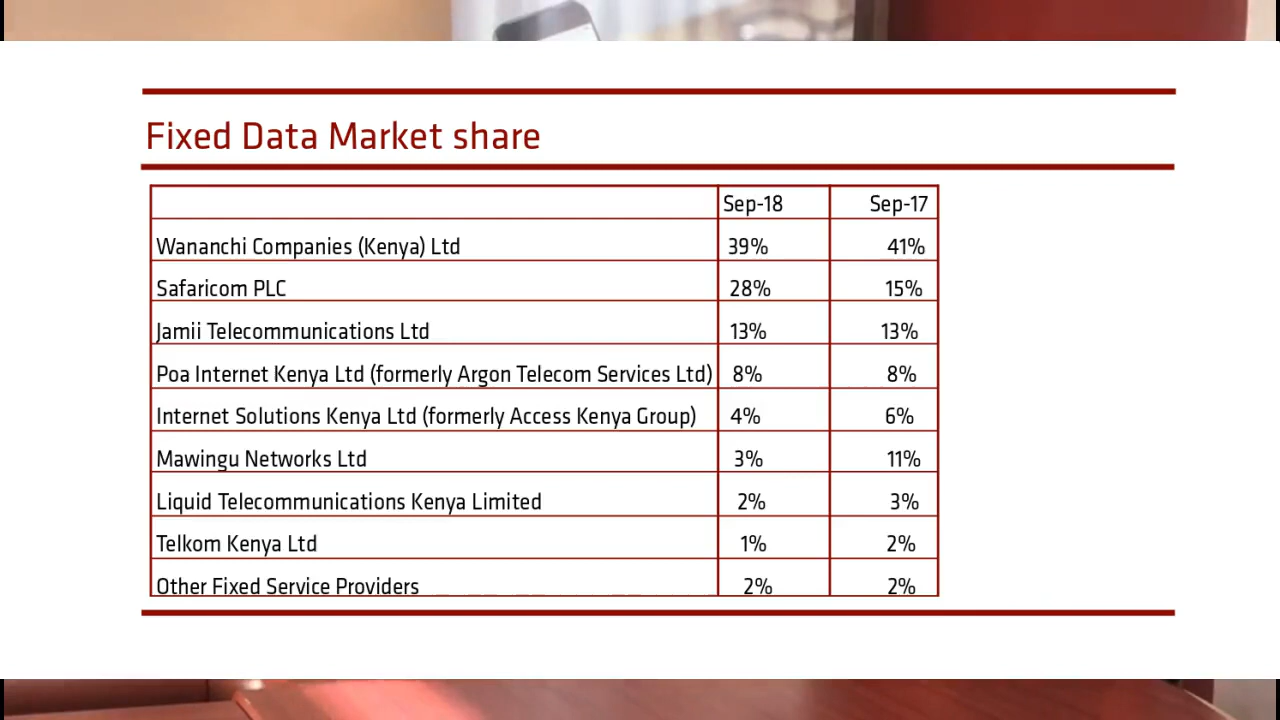 Fixed Data Market share
Sep-18 Sep-17
Wananchi Companies (Kenya) Ltd 39% 41%
Safaricom PLC 28% 15%
Jamii Telecommunications Ltd 13% 13%
Poa Internet Kenya Ltd (formerly Argon Telecom Services Ltd) 8% 8%
Internet Solutions Kenya Ltd (formerly Access Kenya Group) 4% 6%
Mawingu Networks Ltd 3% 11%
Liquid Telecommunications Kenya Limited 2% 3%
Telkom Kenya Ltd 1% 2%
Other Fixed Service Providers 2% 2%